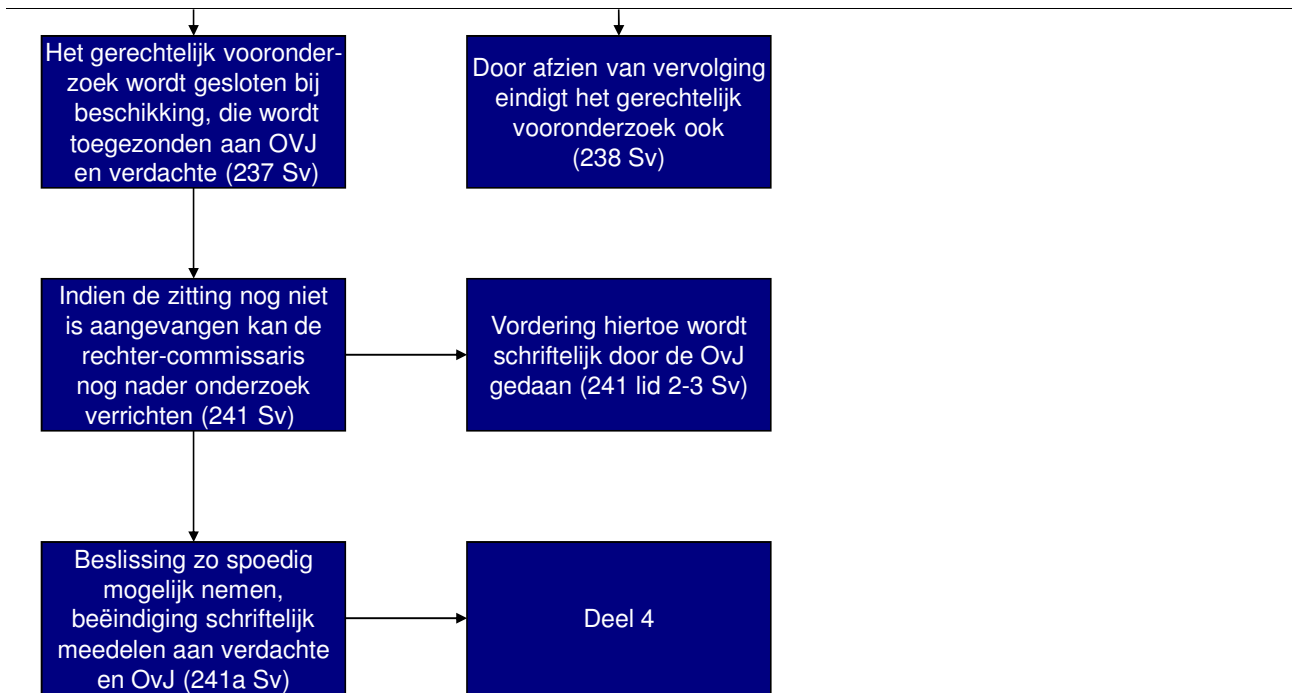 Het gerechtelijk vooronder-
zoek wordt gesloten bij
beschikking, die wordt
toegezonden aan OVJ
en verdachte (237 Sv)
Door afzien van vervolging
eindigt het gerechtelijk
vooronderzoek ook
(238 Sv)
Indien de zitting nog niet
is aangevangen kan de
rechter-commissaris
nog nader onderzoek
verrichten (241 Sv)
Vordering hiertoe wordt
schriftelijk door de OvJ
gedaan (241 lid 2-3 Sv)
Beslissing zo spoedig
mogelijk nemen,
beëindiging schriftelijk
meedelen aan verdachte
en OvJ (241a Sv)
Deel 4